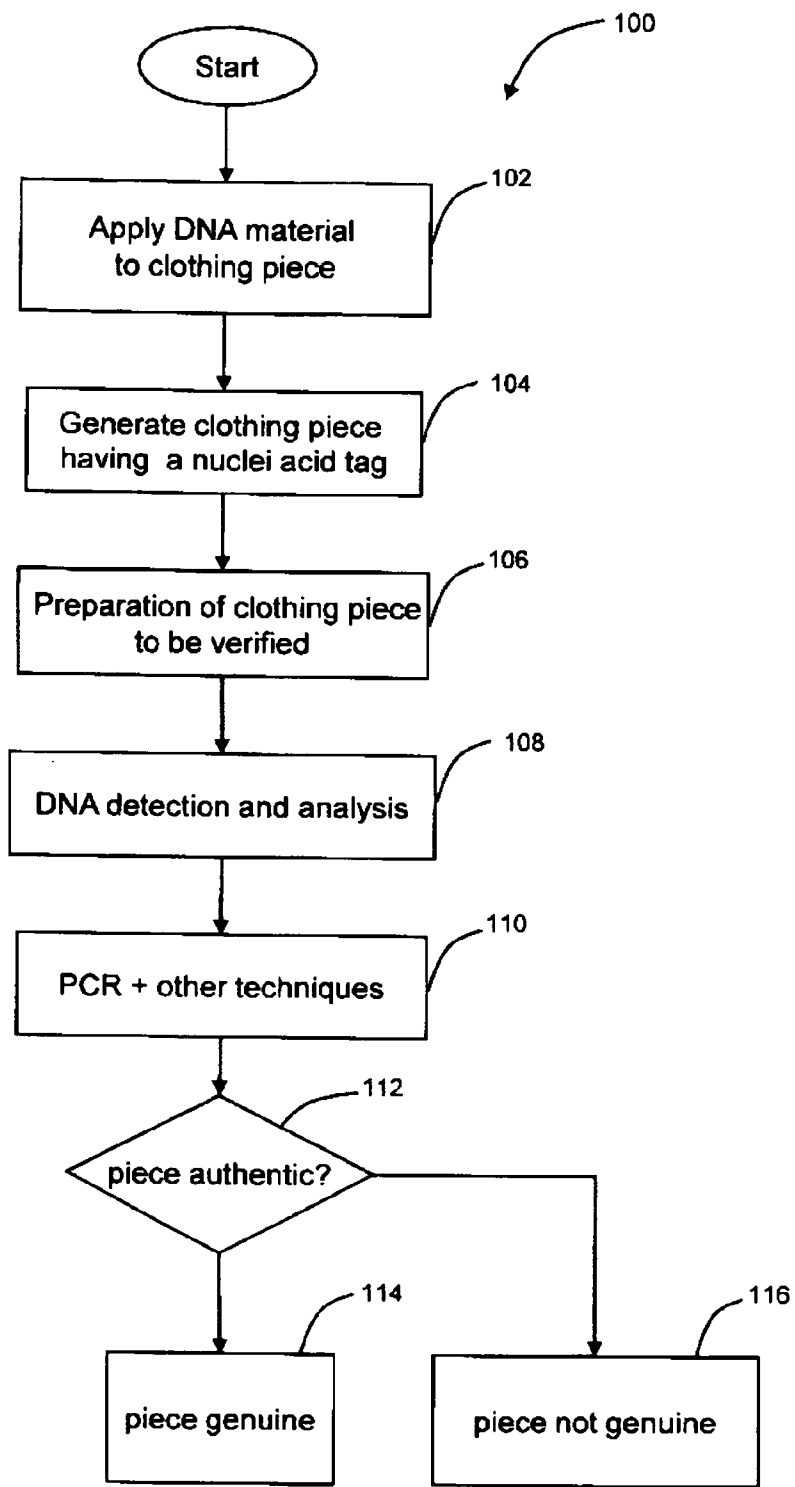 100
Start
102
Apply DNA material
to clothing piece
104
Generate clothing piece
having a nuclei acid tag
106
Preparation of clothing piece
to be verified
108
DNA detection and analysis
110
PCR + other techniques
112
piece authentic?
114
piece genuine
116
piece not genuine